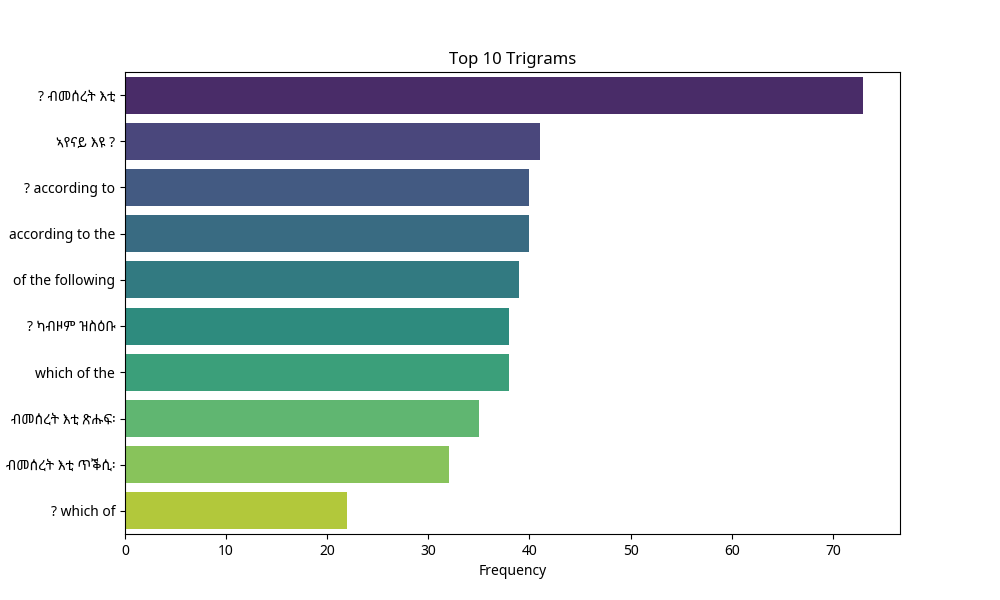 Top 10 Trigrams
? ብመሰረት እቲ
ኣየናይ እዩ ?
? according to
according to the
of the following
? ካብዞም ዝስዕቡ
which of the
ብመሰረት እቲ ጽሑፍ፡
ብመሰረት እቲ ጥቕሲ፡
? which of
0 10 20 30 40 50 60 70
Frequency